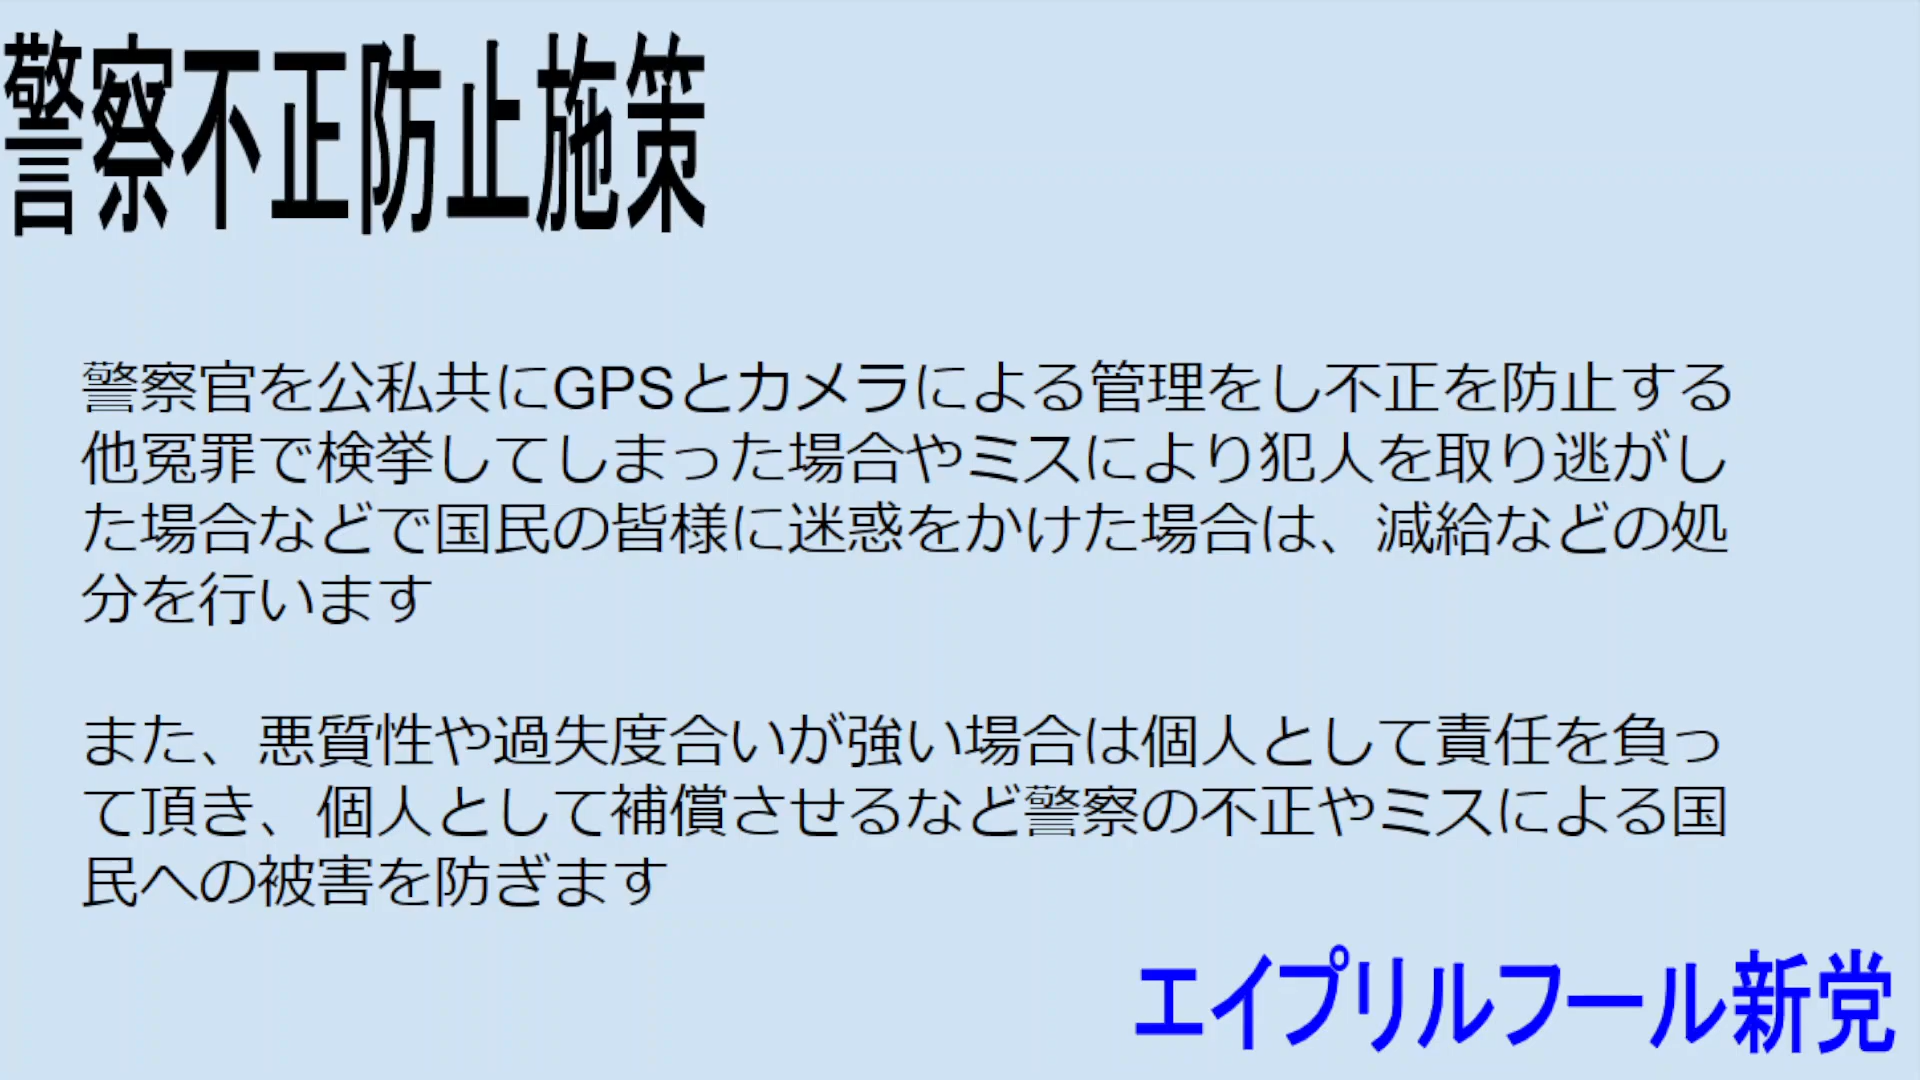 警察不正防止施策
警察官を公私共にGPSとカメラによる管理をし不正を防止する
他冤罪で検挙してしまった場合やミスにより犯人を取り逃がし
た場合などで国民の皆様に迷惑をかけた場合は、減給などの処
分を行います
また、悪質性や過失度合いが強い場合は個人として責任を負っ
て頂き、個人として補償させるなど警察の不正やミスによる国
民への被害を防ぎます
エイプリルフール新党